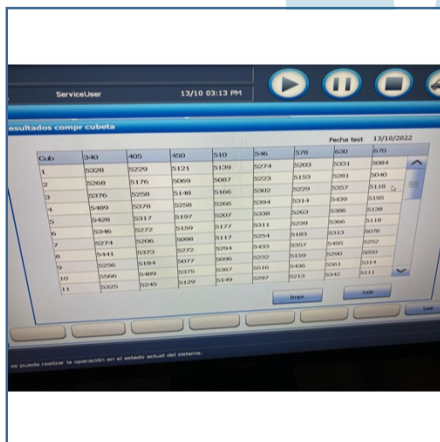 ServiceUser 13/10 03:13 PM
esultados compr cubeta
Fecha test 13/10/2022
Cub 340 405 450 510 546 578 630 670
1 5328 5229 5121 5139 5274 5203 5331 5084
2 5268 5176 5069 5087 5223 5153 5281 5040
3 5376 5258 5148 5166 5302 5229 5357 5118
4 5489 5378 5258 5266 5394 5314 5439 5195
5 5428 5317 5197 5207 5338 5263 5386 5138
6 5346 5272 5159 5177 5311 5239 5366 5118
7 5274 5206 5098 5117 5254 5183 5313 5076
8 5441 5373 5272 5294 5433 5357 5495 5252
9 5256 5184 5077 5096 5232 5159 5290 5050
10 5566 5489 5375 5387 5516 5436 5561 5314
11 5325 5245 5129 5149 5297 5213 5342 5111
Impr. Salir
se puede realizar la operación en el estado actual del sistema.